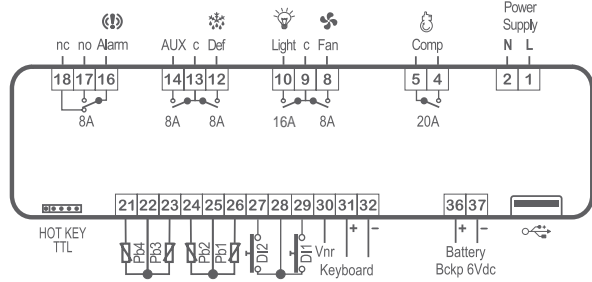 Power
Supply
nc no Alarm AUX c Def Light c Fan Comp N L
18 17 16 14 13 12 10 9 8 5 4 2 1
8A 8A 8A 16A 8A 20A
21 22 23 24 25 26 27 28 29 30 31 32 36 37
HOT KEY
TTL
Pb4 Pb3 Pb2 Pb1 DI2 DI1 Vnr + - + -
Keyboard
Battery
Bckp 6Vdc